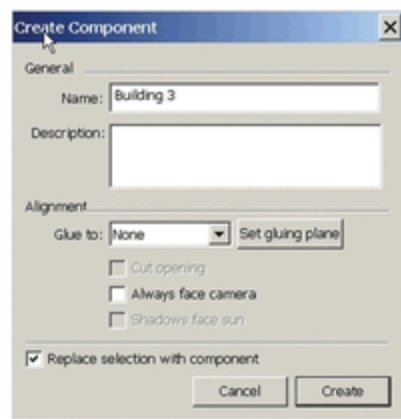 Create Component
General
Name: Building 3
Description:
Alignment
Glue to: None Set gluing plane
Cut opening
Always face camera
Shadows face sun
Replace selection with component
Cancel Create